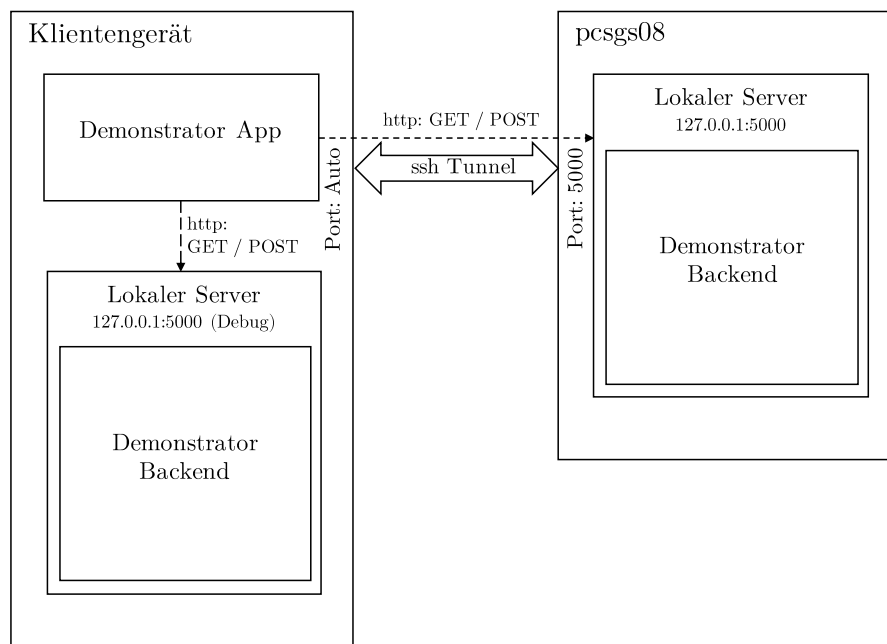 Klientengerät
Demonstrator App
Port: Auto
http:
GET / POST
Lokaler Server
127.0.0.1:5000 (Debug)
Demonstrator
Backend
http: GET / POST
ssh Tunnel
pcsgs08
Port: 5000
Lokaler Server
127.0.0.1:5000
Demonstrator
Backend